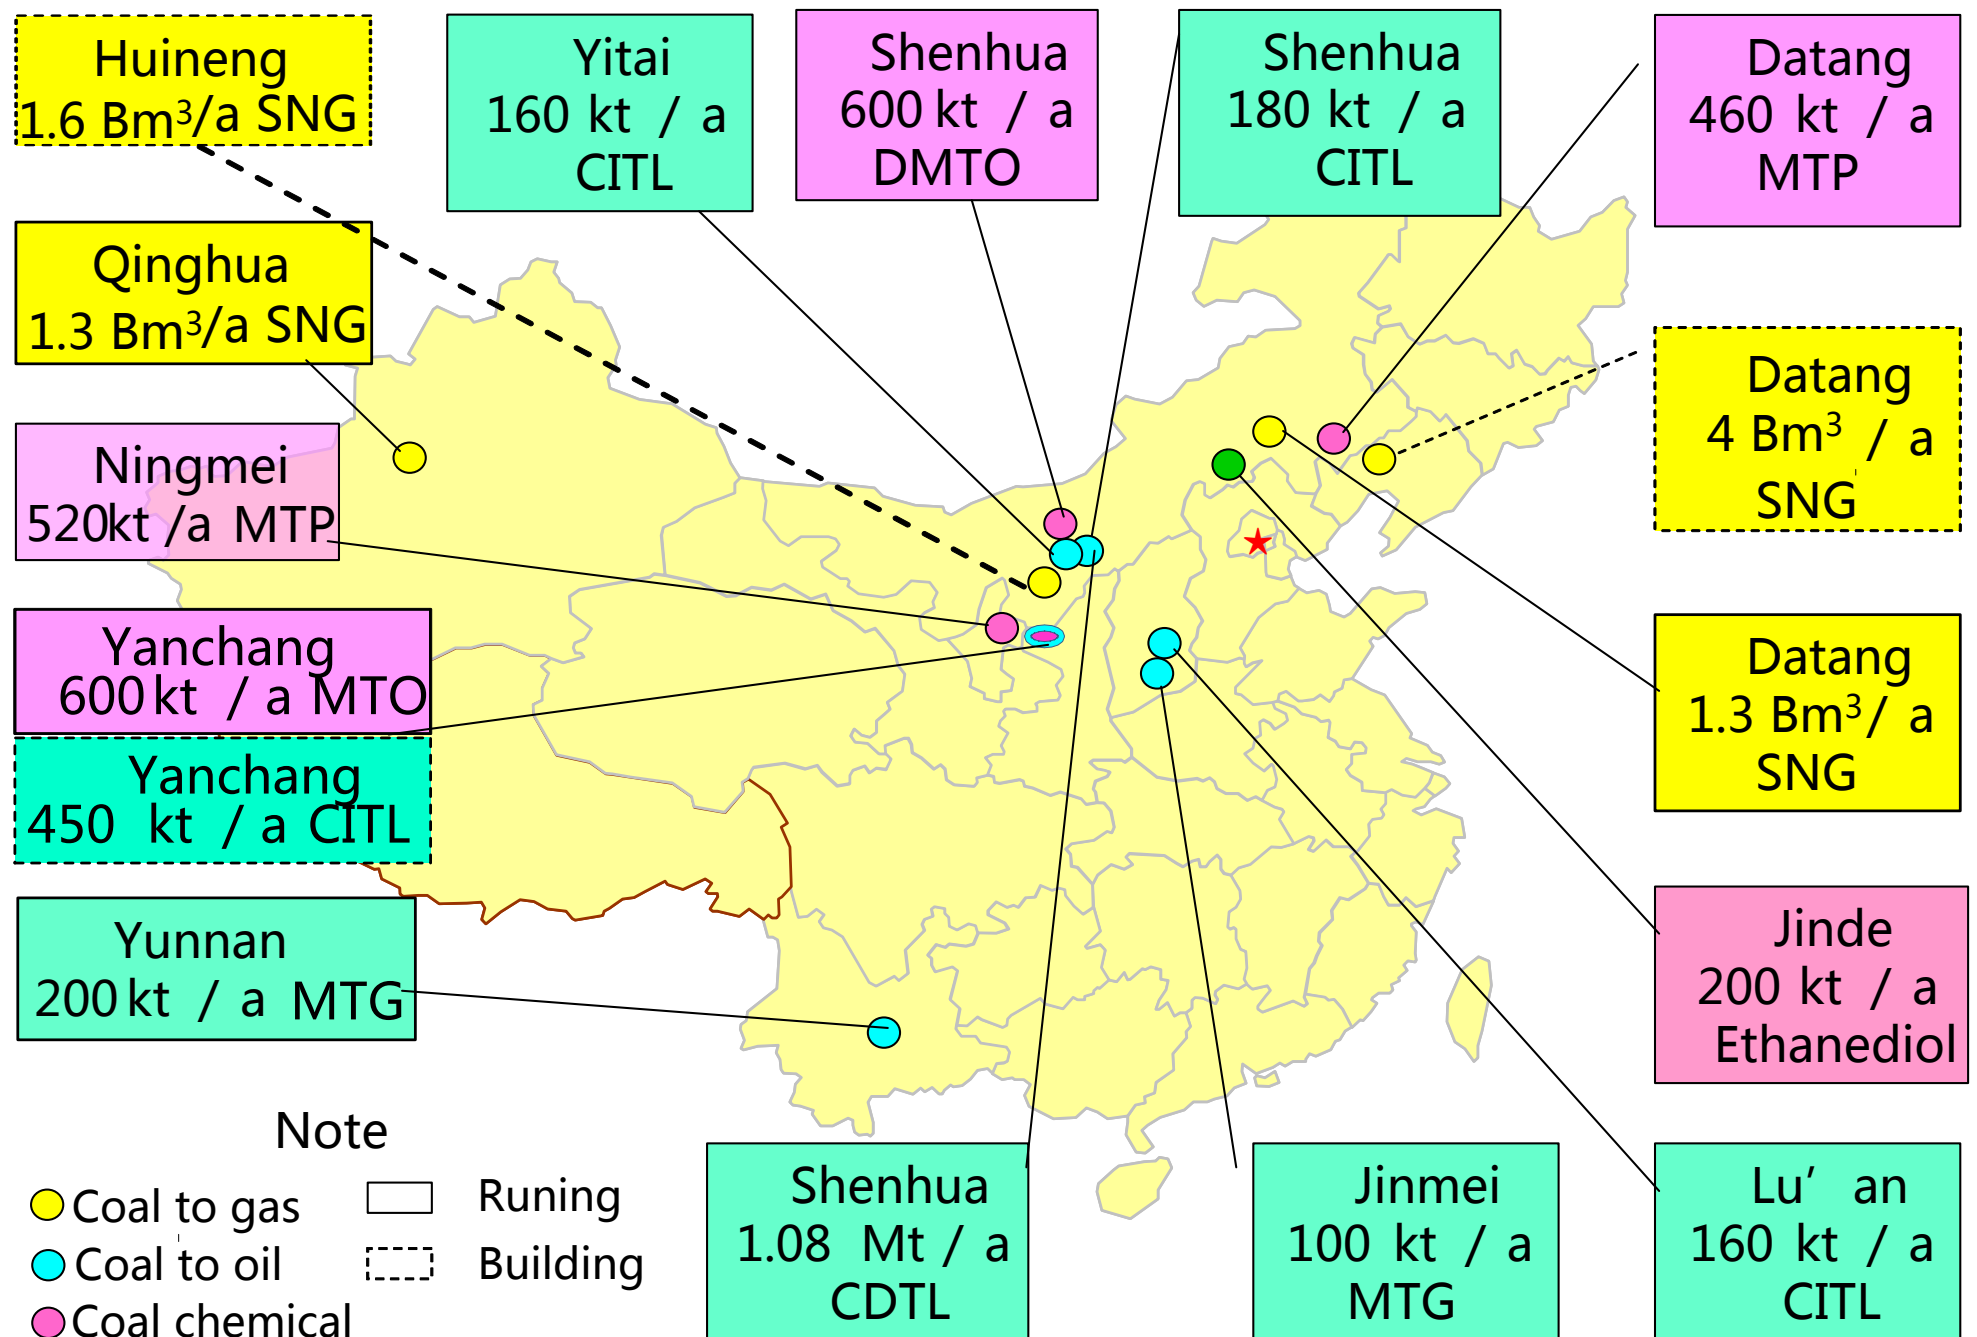 Huineng
1.6 Bm³/a SNG
Yitai
160 kt / a
CITL
Shenhua
600 kt / a
DMTO
Shenhua
180 kt / a
CITL
Datang
460 kt / a
MTP
Qinghua
1.3 Bm³/a SNG
Datang
4 Bm³ / a
SNG
Ningmei
520kt /a MTP
Yanchang
600 kt / a MTO
Yanchang
450 kt / a CITL
Datang
1.3 Bm³/ a
SNG
Yunnan
200 kt / a MTG
Jinde
200 kt / a
Ethanediol
Shenhua
1.08 Mt / a
CDTL
Jinmei
100 kt / a
MTG
Lu’ an
160 kt / a
CITL
Note
Coal to gas
Runing
Coal to oil
Building
Coal chemical